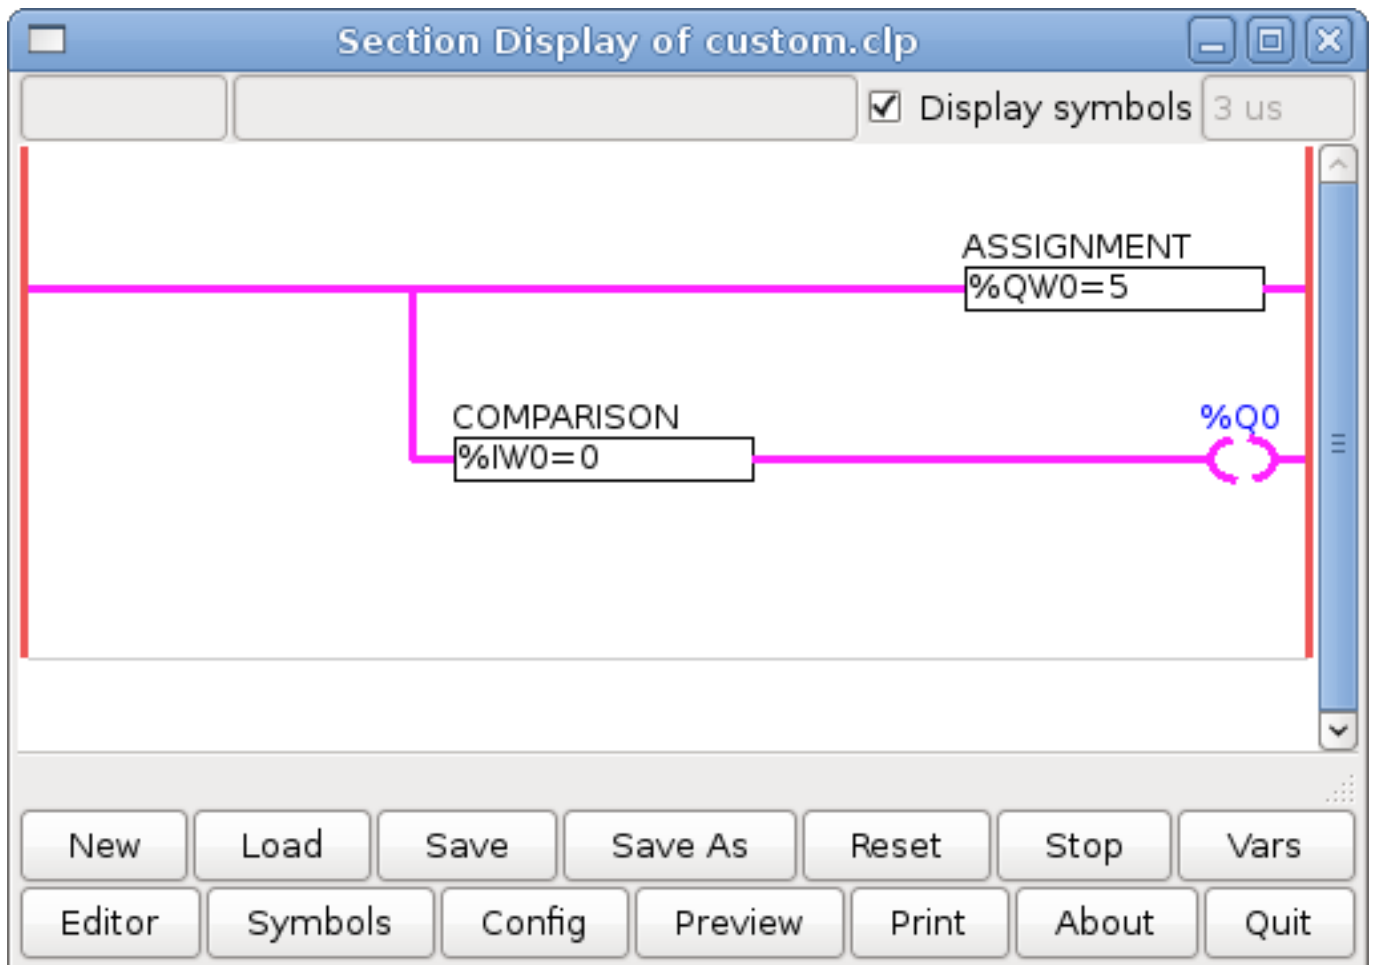 Section Display of custom.clp
Display symbols 3 us
ASSIGNMENT
%QW0=5
COMPARISON
%IW0=0
%Q0
New Load Save Save As Reset Stop Vars
Editor Symbols Config Preview Print About Quit